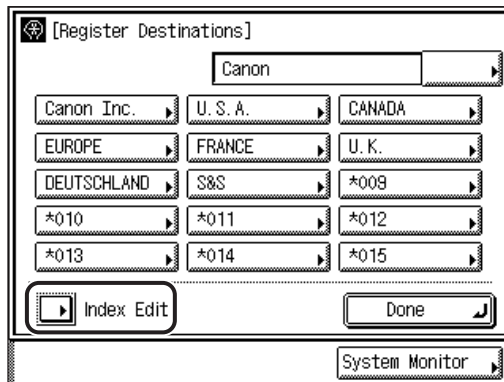 [Register Destinations]
Canon
Canon Inc. U.S.A. CANADA
EUROPE FRANCE U.K.
DEUTSCHLAND S&S *009
*010 *011 *012
*013 *014 *015
Index Edit Done
System Monitor